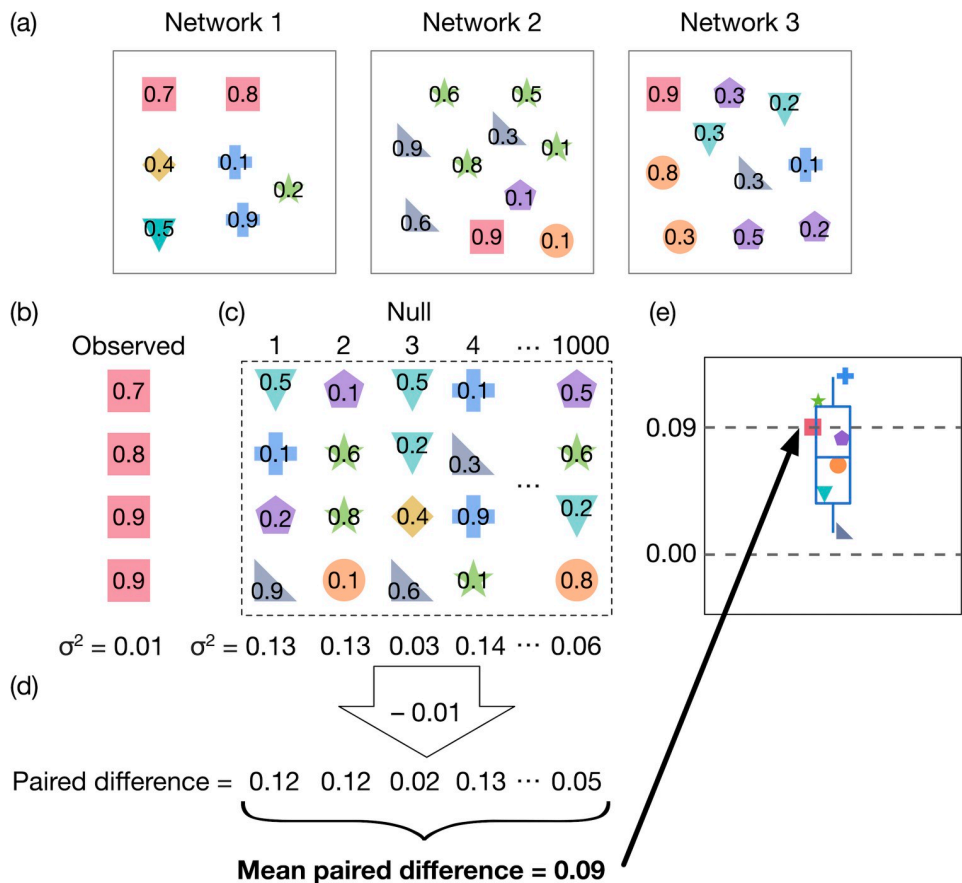 (a)
Network 1 Network 2 Network 3
0.7 0.8
0.4 0.1
0.2
0.5 0.9
0.6 0.5
0.9 0.3 0.1
0.8
0.1
0.6
0.9 0.1
0.9 0.3 0.2
0.3
0.8 0.3 0.1
0.3 0.5 0.2
(b) (c) Null (e)
Observed 1 2 3 4 ... 1000
0.7 0.5 0.1 0.5 0.1 0.5
0.8 0.1 0.6 0.2 0.3 0.6
...
0.9 0.2 0.8 0.4 0.9 0.2
0.9 0.9 0.1 0.6 0.1 0.8
σ² = 0.01 σ² = 0.13 0.13 0.03 0.14 ... 0.06
0.09
0.00
(d)
– 0.01
Paired difference = 0.12 0.12 0.02 0.13 ... 0.05
Mean paired difference = 0.09